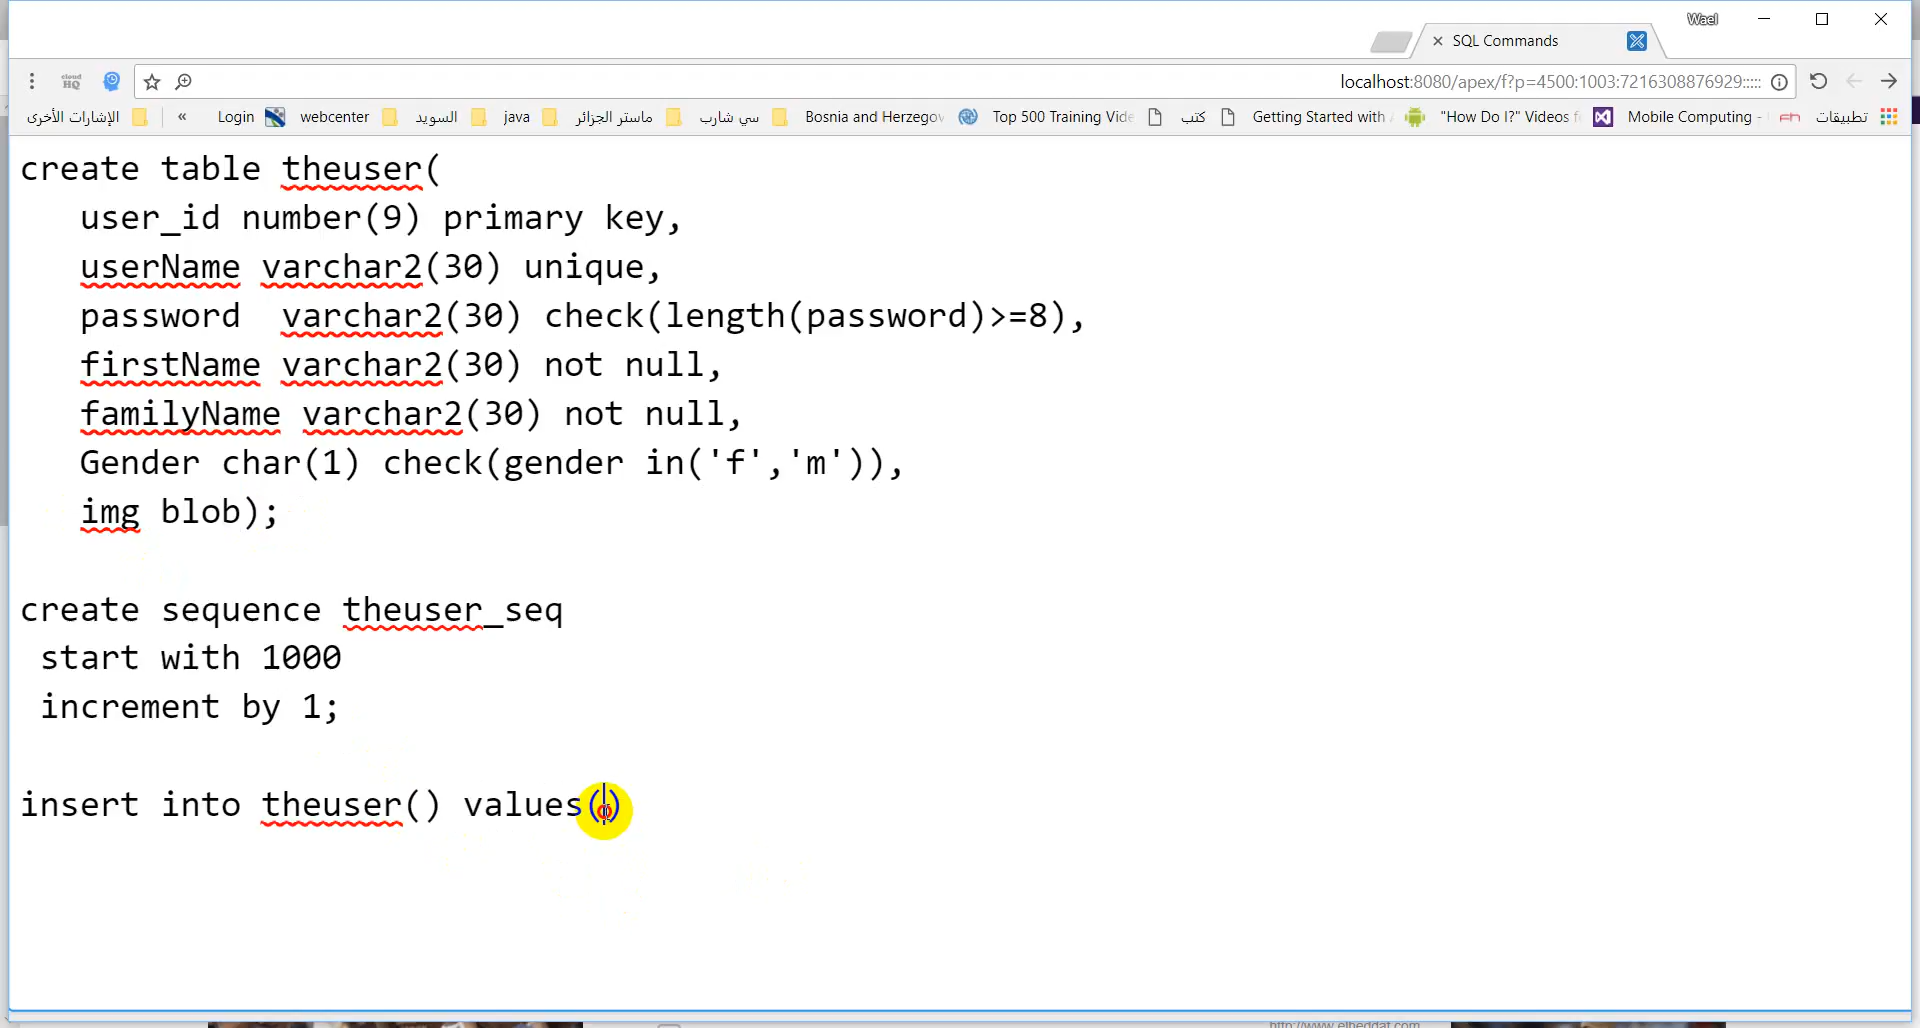 Wael
SQL Commands
cloud HQ
localhost:8080/apex/f?p=4500:1003:7216308876929:::::
الإشارات الأخرى « Login webcenter السويد java ماستر الجزائر سي شارب Bosnia and Herzegov Top 500 Training Vide كتب Getting Started with "How Do I?" Videos f Mobile Computing - تطبيقات
create table theuser(
user_id number(9) primary key,
userName varchar2(30) unique,
password varchar2(30) check(length(password)>=8),
firstName varchar2(30) not null,
familyName varchar2(30) not null,
Gender char(1) check(gender in('f','m')),
img blob);
create sequence theuser_seq
start with 1000
increment by 1;
insert into theuser() values()